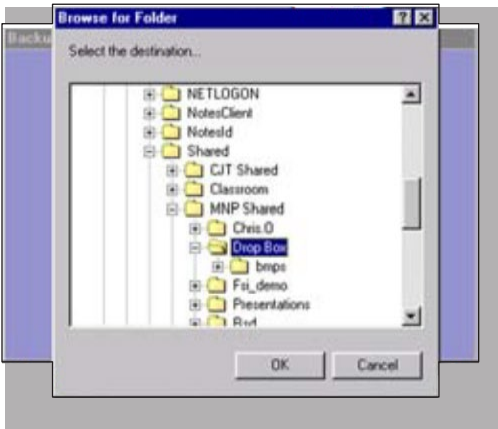 Browse for Folder
Backu
Select the destination...
NETLOGON
NotesClient
NotesId
Shared
CJT Shared
Classroom
MNP Shared
Chris.O
Drop Box
bmps
Fsi_demo
Presentations
OK
Cancel